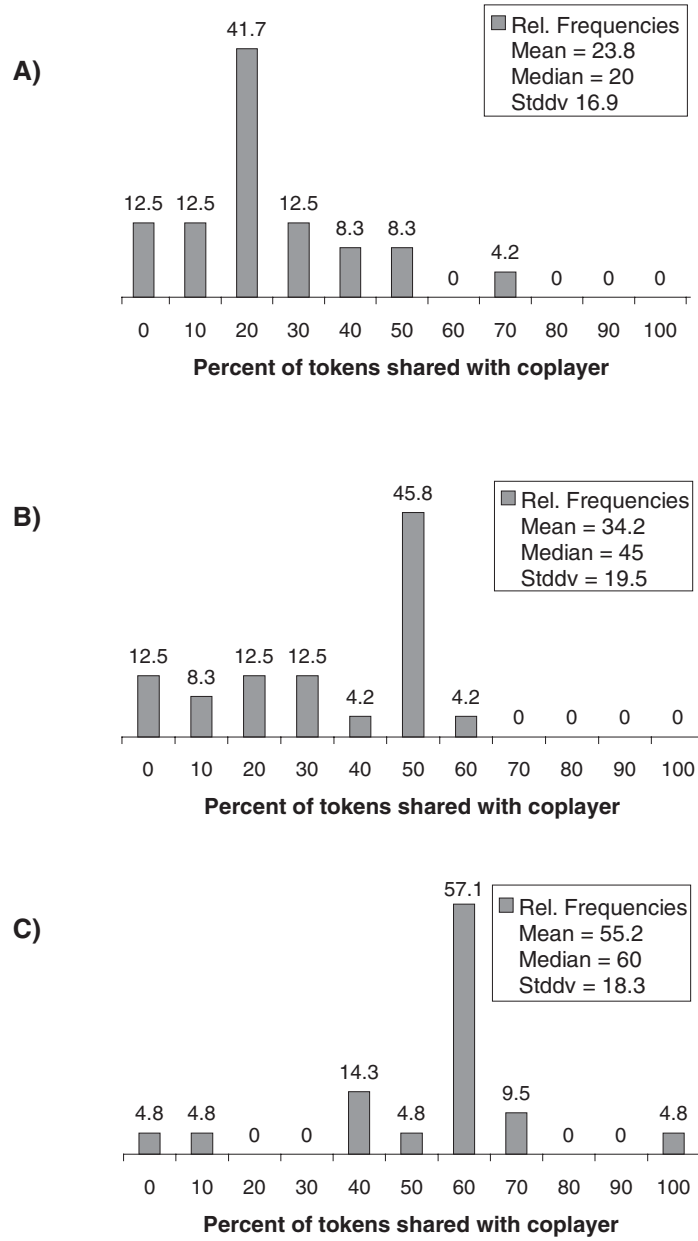 A)
Rel. Frequencies
Mean = 23.8
Median = 20
Stddv 16.9
41.7
12.5 12.5 12.5 8.3 8.3 0 4.2 0 0 0
0 10 20 30 40 50 60 70 80 90 100
Percent of tokens shared with coplayer
B)
Rel. Frequencies
Mean = 34.2
Median = 45
Stddv = 19.5
45.8
12.5 8.3 12.5 12.5 4.2 4.2 0 0 0 0
0 10 20 30 40 50 60 70 80 90 100
Percent of tokens shared with coplayer
C)
Rel. Frequencies
Mean = 55.2
Median = 60
Stddv = 18.3
57.1
4.8 4.8 0 0 14.3 4.8 9.5 0 0 4.8
0 10 20 30 40 50 60 70 80 90 100
Percent of tokens shared with coplayer